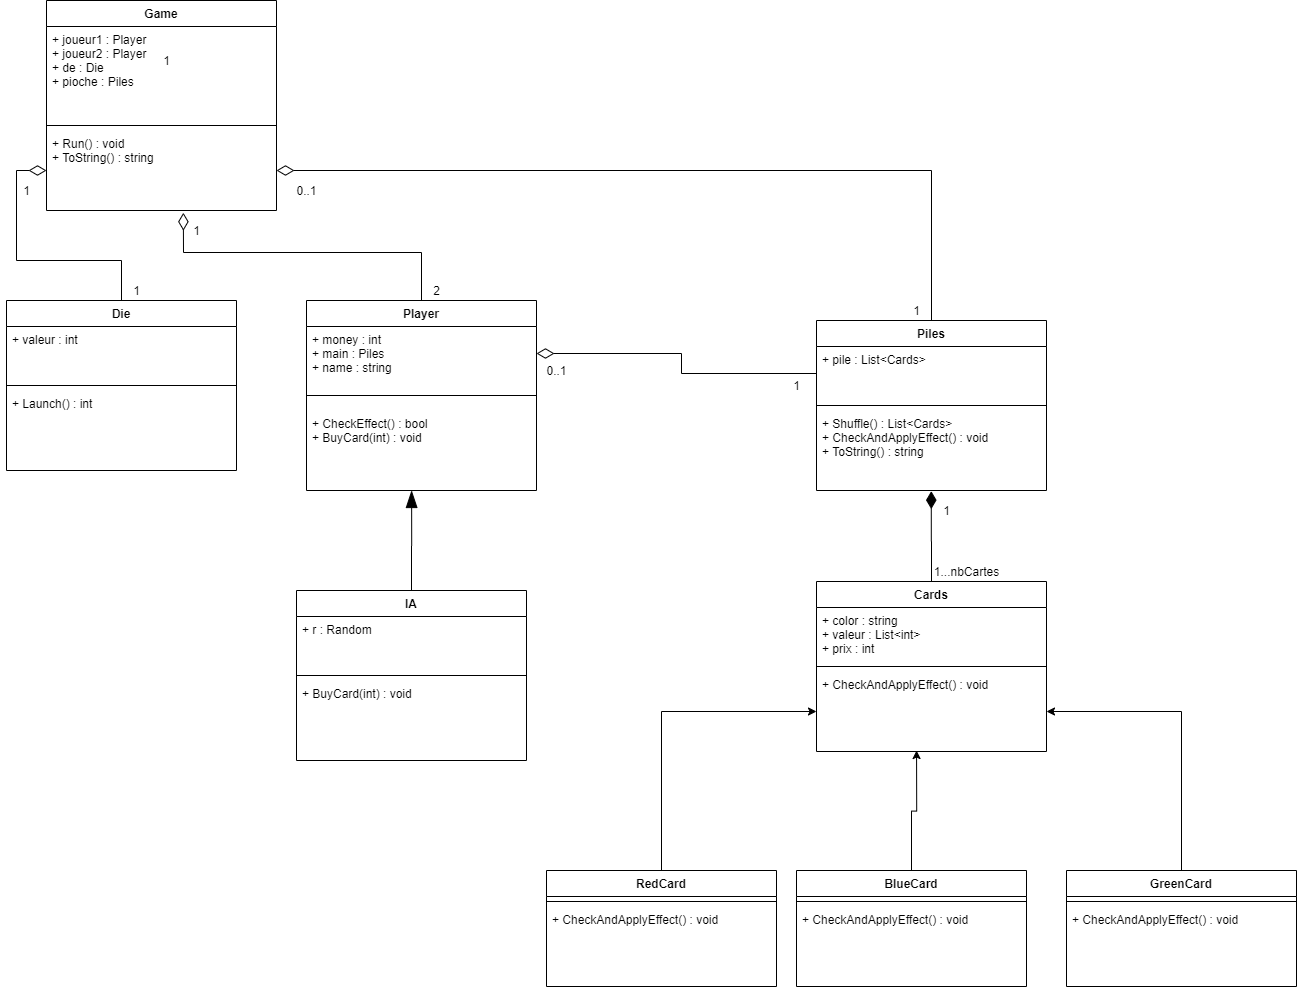 Game
+ joueur1 : Player
+ joueur2 : Player
1
+ de : Die
+ pioche : Piles
+ Run() : void
+ ToString() : string
1
0..1
1
1
2
1
Die
+ valeur : int
+ Launch() : int
Player
+ money : int
+ main : Piles
+ name : string
+ CheckEffect() : bool
+ BuyCard(int) : void
0..1
1
Piles
+ pile : List<Cards>
+ Shuffle() : List<Cards>
+ CheckAndApplyEffect() : void
+ ToString() : string
1
1...nbCartes
IA
+ r : Random
+ BuyCard(int) : void
Cards
+ color : string
+ valeur : List<int>
+ prix : int
+ CheckAndApplyEffect() : void
RedCard
+ CheckAndApplyEffect() : void
BlueCard
+ CheckAndApplyEffect() : void
GreenCard
+ CheckAndApplyEffect() : void